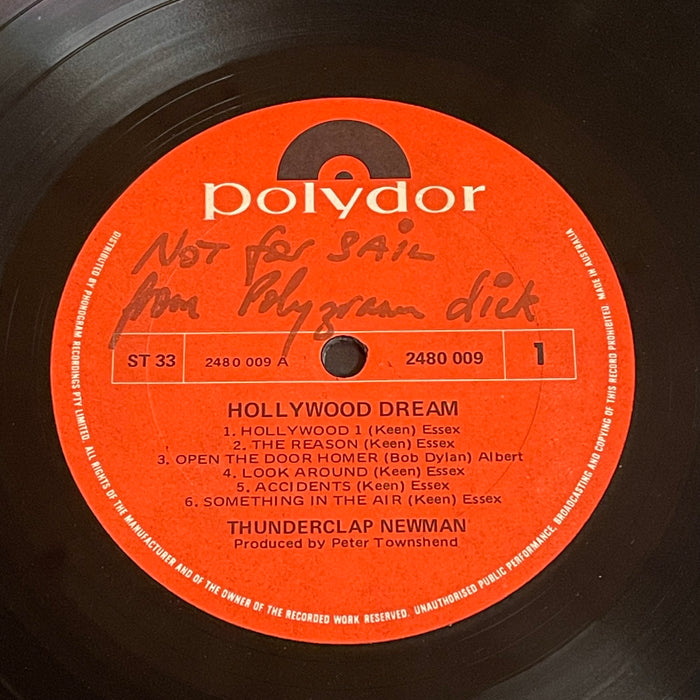 polydor
Not for SAIL
from Polygram dick
ST 33 2480 009 A 2480 009 1
HOLLYWOOD DREAM
1. HOLLYWOOD 1 (Keen) Essex
2. THE REASON (Keen) Essex
3. OPEN THE DOOR HOMER (Bob Dylan) Albert
4. LOOK AROUND (Keen) Essex
5. ACCIDENTS (Keen) Essex
6. SOMETHING IN THE AIR (Keen) Essex
THUNDERCLAP NEWMAN
Produced by Peter Townshend
DISTRIBUTED BY PHONOGRAM RECORDINGS PTY LIMITED. ALL RIGHTS OF THE MANUFACTURER AND OF THE OWNER OF THE RECORDED WORK RESERVED. UNAUTHORISED PUBLIC PERFORMANCE, BROADCASTING AND COPYING OF THIS RECORD PROHIBITED. MADE IN AUSTRALIA